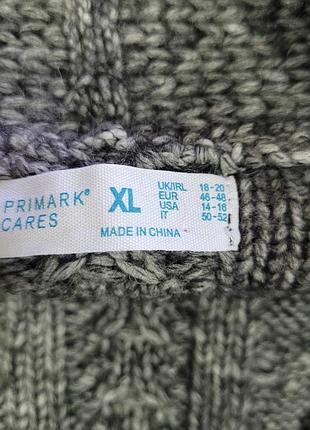 PRIMARK®
CARES
XL
UK/IRL 18-20
EUR 46-48
USA 14-16
IT 50-52
MADE IN CHINA